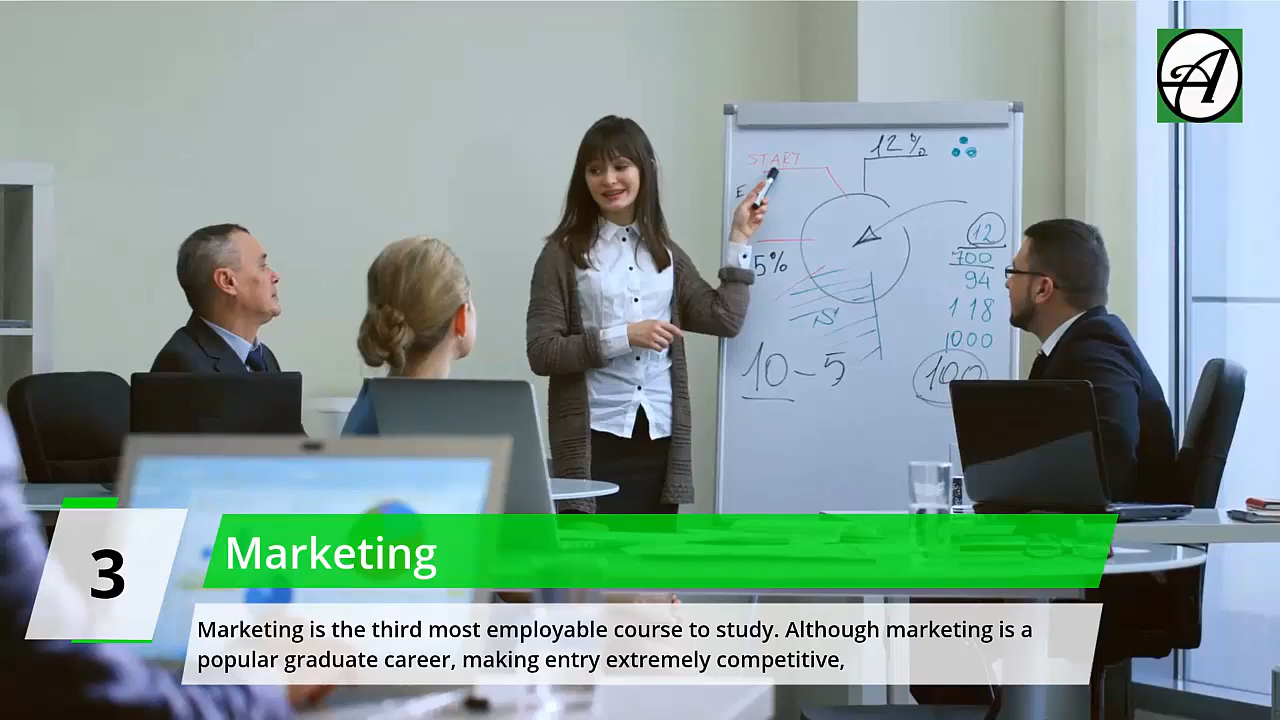 A
START
12%
E
5%
12
700
94
118
1000
10-5
100
3
Marketing
Marketing is the third most employable course to study. Although marketing is a
popular graduate career, making entry extremely competitive,